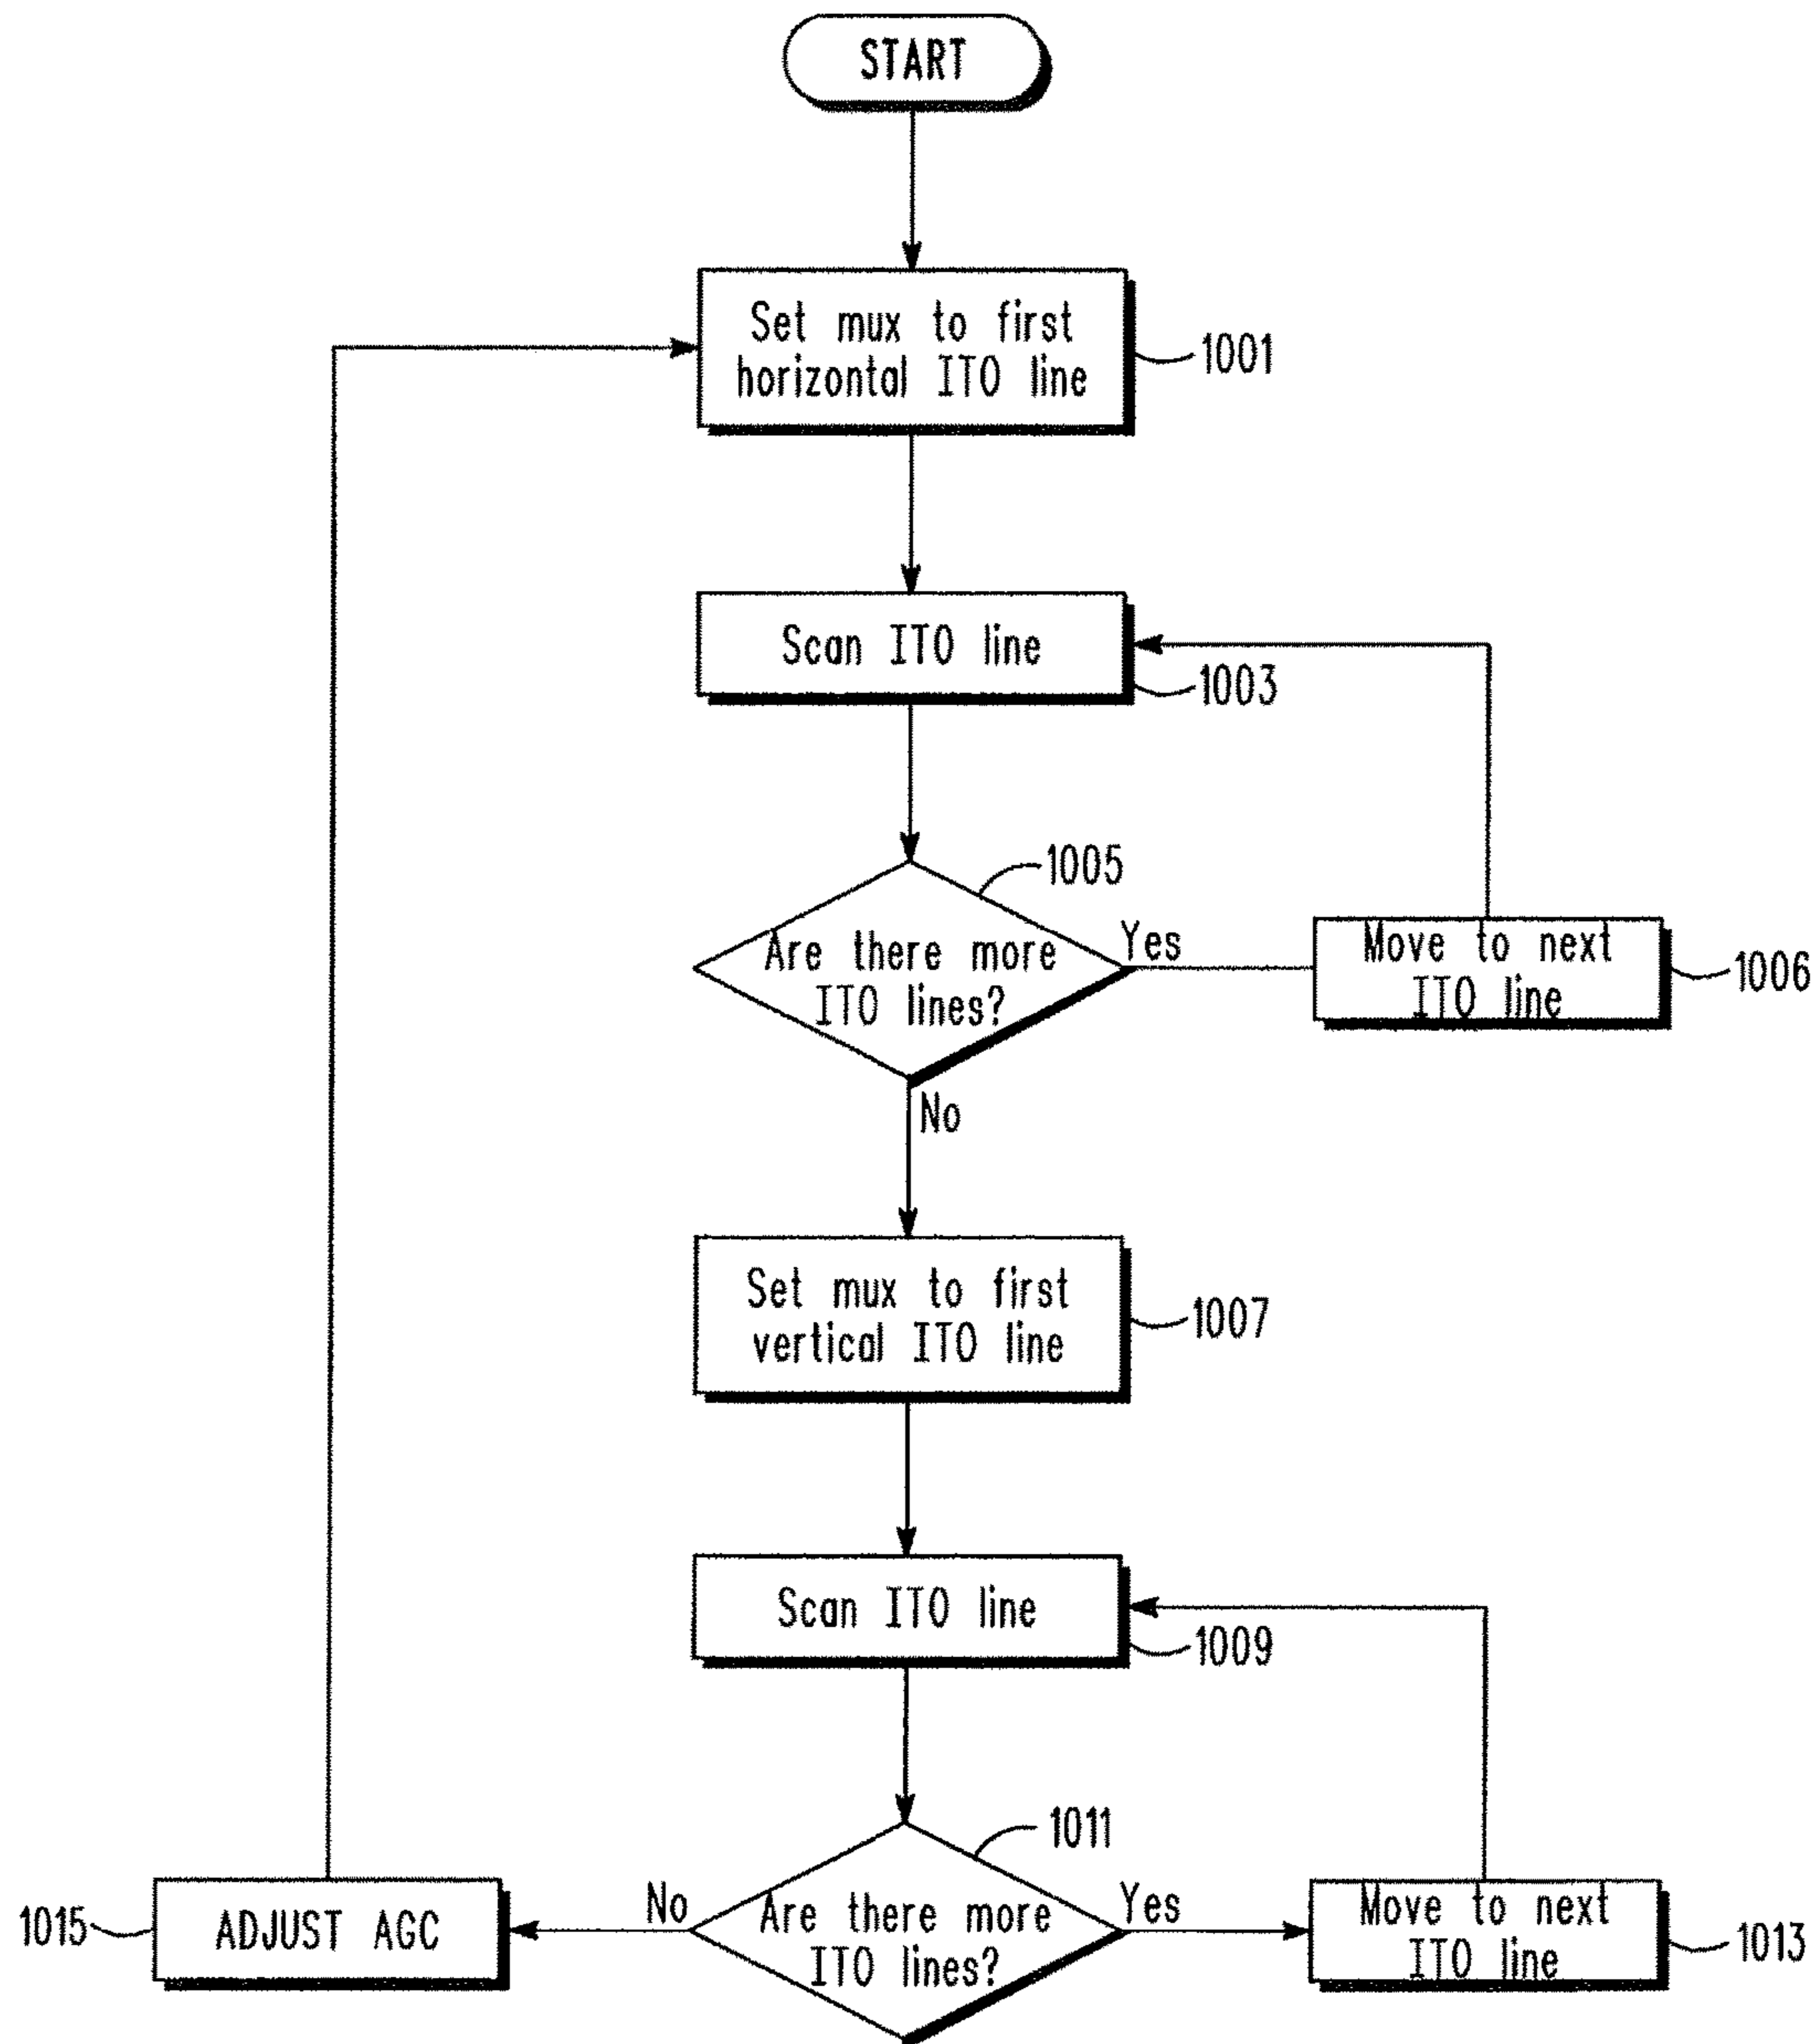 START
Set mux to first
horizontal ITO line
1001
Scan ITO line
1003
1005
Are there more
ITO lines?
Yes
Move to next
ITO line
1006
No
Set mux to first
vertical ITO line
1007
Scan ITO line
1009
1011
Are there more
ITO lines?
Yes
Move to next
ITO line
1013
No
ADJUST AGC
1015